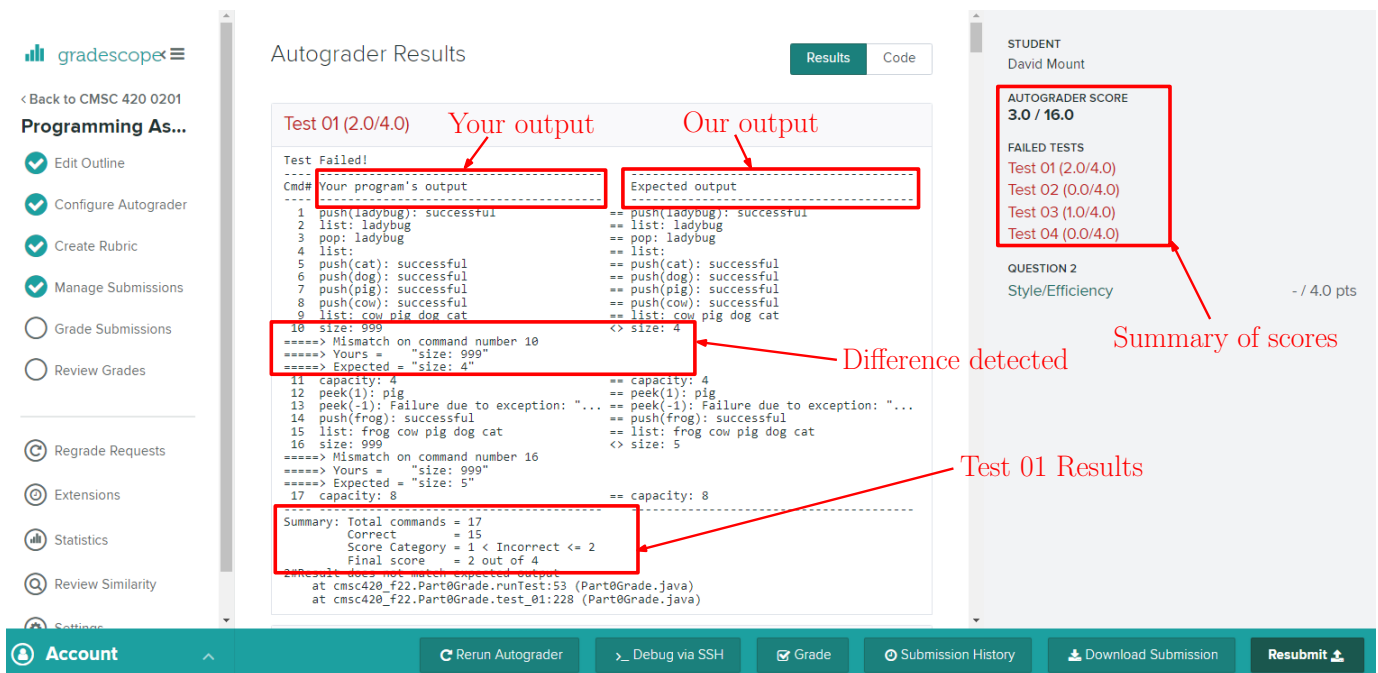 gradescope
< Back to CMSC 420 0201
Programming As...
Edit Outline
Configure Autograder
Create Rubric
Manage Submissions
Grade Submissions
Review Grades
Regrade Requests
Extensions
Statistics
Review Similarity
Settings
Account
Autograder Results
Results Code
Test 01 (2.0/4.0)
Your output Our output
Test Failed!
---- ---------------------------------------- ----------------------------------------
Cmd# Your program's output Expected output
---- ---------------------------------------- ----------------------------------------
1 push(ladybug): successful == push(ladybug): successful
2 list: ladybug == list: ladybug
3 pop: ladybug == pop: ladybug
4 list: == list:
5 push(cat): successful == push(cat): successful
6 push(dog): successful == push(dog): successful
7 push(pig): successful == push(pig): successful
8 push(cow): successful == push(cow): successful
9 list: cow pig dog cat == list: cow pig dog cat
10 size: 999 <> size: 4
=====> Mismatch on command number 10
=====> Yours = "size: 999"
=====> Expected = "size: 4"
Difference detected
11 capacity: 4 == capacity: 4
12 peek(1): pig == peek(1): pig
13 peek(-1): Failure due to exception: "... == peek(-1): Failure due to exception: "...
14 push(frog): successful == push(frog): successful
15 list: frog cow pig dog cat == list: frog cow pig dog cat
16 size: 999 <> size: 5
=====> Mismatch on command number 16
=====> Yours = "size: 999"
=====> Expected = "size: 5"
17 capacity: 8 == capacity: 8
---- ---------------------------------------- ----------------------------------------
Test 01 Results
Summary: Total commands = 17
Correct = 15
Score Category = 1 < Incorrect <= 2
Final score = 2 out of 4
2#Result does not match expected output
at cmsc420_f22.Part0Grade.runTest:53 (Part0Grade.java)
at cmsc420_f22.Part0Grade.test_01:228 (Part0Grade.java)
STUDENT
David Mount
AUTOGRADER SCORE
3.0 / 16.0
FAILED TESTS
Test 01 (2.0/4.0)
Test 02 (0.0/4.0)
Test 03 (1.0/4.0)
Test 04 (0.0/4.0)
QUESTION 2
Style/Efficiency - / 4.0 pts
Summary of scores
Rerun Autograder >_ Debug via SSH Grade Submission History Download Submission Resubmit